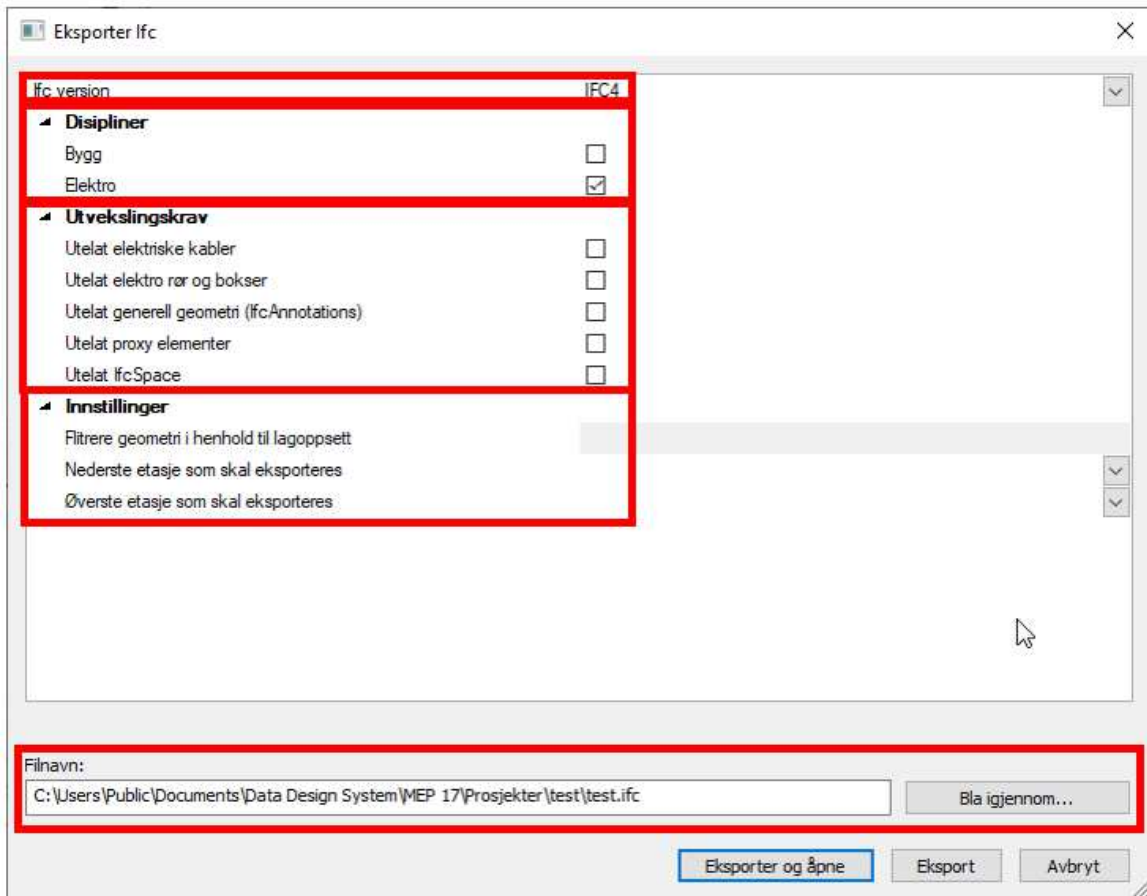 Eksporter Ifc
Ifc version IFC4
Disipliner
Bygg
Elektro
Utvekslingskrav
Utelat elektriske kabler
Utelat elektro rør og bokser
Utelat generell geometri (IfcAnnotations)
Utelat proxy elementer
Utelat IfcSpace
Innstillinger
Flitrere geometri i henhold til lagoppsett
Nederste etasje som skal eksporteres
Øverste etasje som skal eksporteres
Filnavn:
C:\Users\Public\Documents\Data Design System\MEP 17\Prosjekter\test\test.ifc Bla igjennom...
Eksporter og åpne Eksport Avbryt